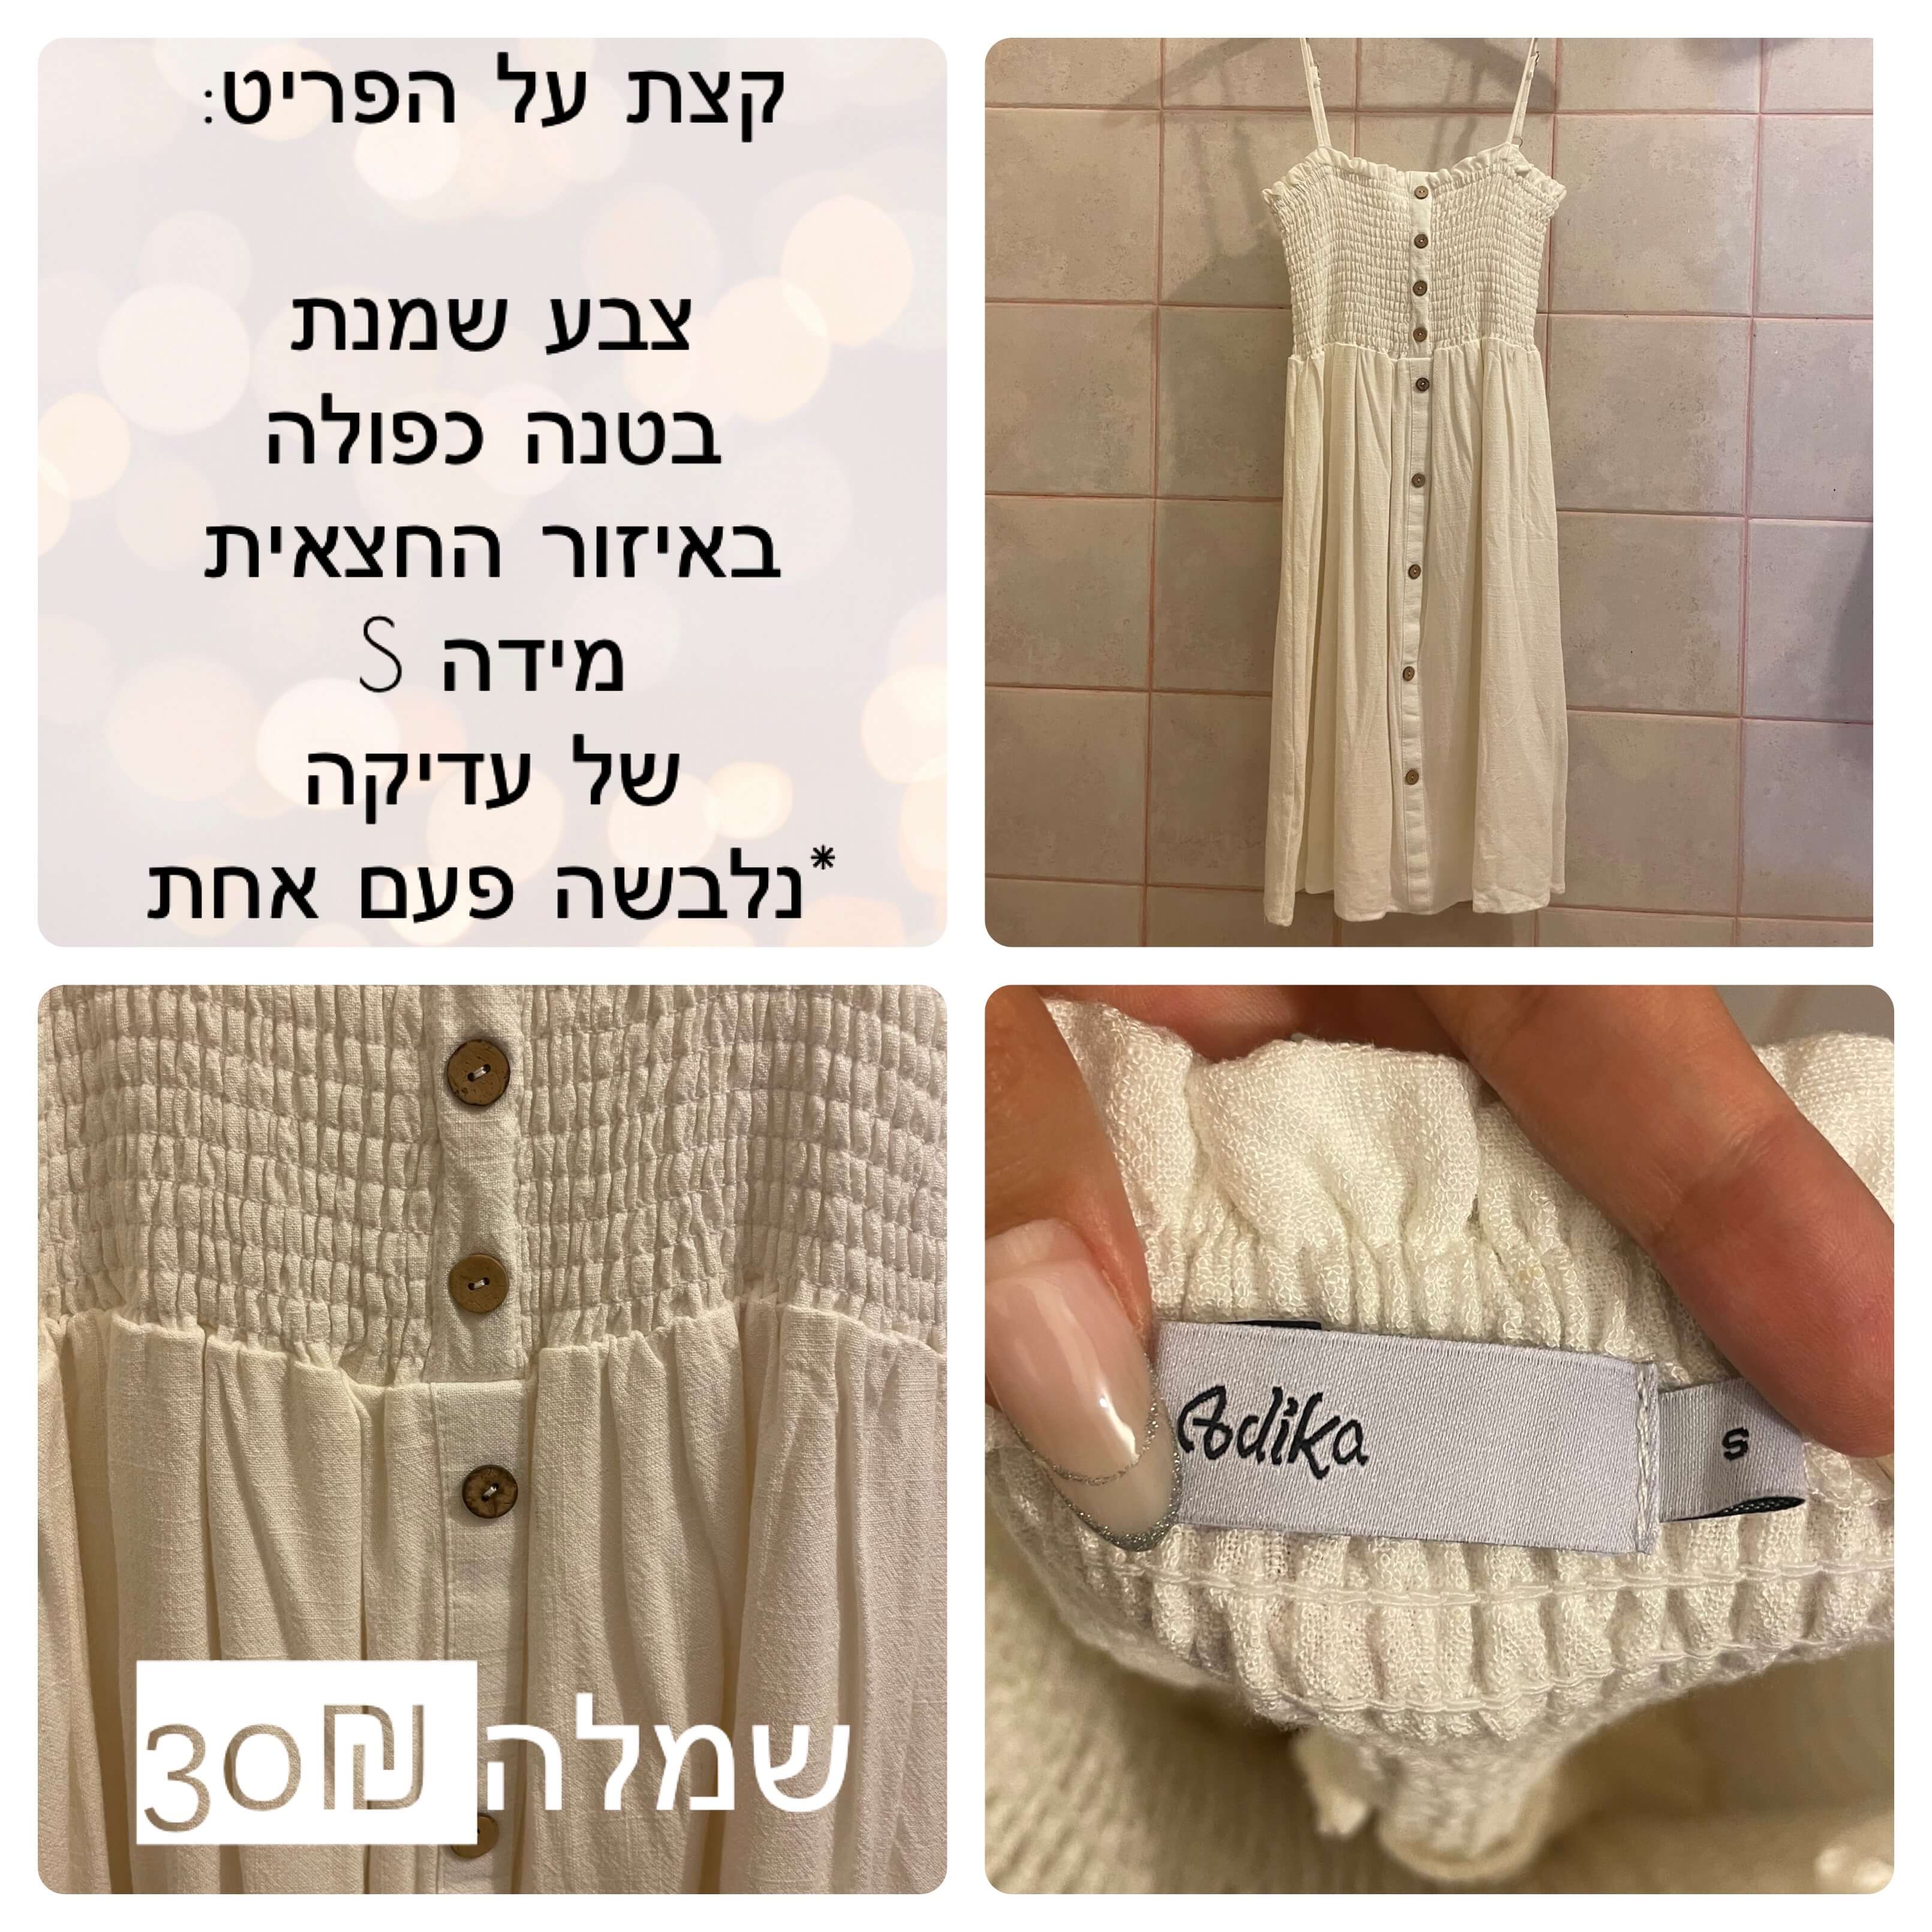 קצת על הפריט:
צבע שמנת
בטנה כפולה
באיזור החצאית
מידה S
של עדיקה
*נלבשה פעם אחת
שמלה 30₪
Adika
S